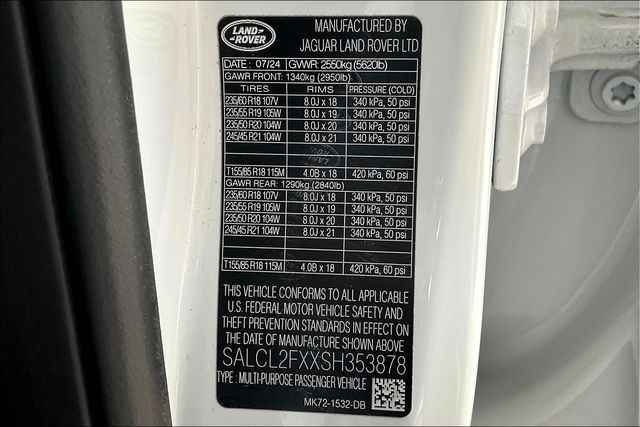 LAND ROVER
MANUFACTURED BY
JAGUAR LAND ROVER LTD
DATE: 07/24 GVWR: 2550kg (5620lb)
GAWR FRONT: 1340kg (2950lb)
TIRES RIMS PRESSURE (COLD)
235/60 R18 107V 8.0J x 18 340 kPa, 50 psi
235/55 R19 105W 8.0J x 19 340 kPa, 50 psi
235/50 R20 104W 8.0J x 20 340 kPa, 50 psi
245/45 R21 104W 8.0J x 21 340 kPa, 50 psi
T155/85 R18 115M 4.0B x 18 420 kPa, 60 psi
GAWR REAR: 1290kg (2840lb)
235/60 R18 107V 8.0J x 18 340 kPa, 50 psi
235/55 R19 105W 8.0J x 19 340 kPa, 50 psi
235/50 R20 104W 8.0J x 20 340 kPa, 50 psi
245/45 R21 104W 8.0J x 21 340 kPa, 50 psi
T155/85 R18 115M 4.0B x 18 420 kPa, 60 psi
THIS VEHICLE CONFORMS TO ALL APPLICABLE
U.S. FEDERAL MOTOR VEHICLE SAFETY AND
THEFT PREVENTION STANDARDS IN EFFECT ON
THE DATE OF MANUFACTURE SHOWN ABOVE
SALCL2FXXSH353878
TYPE : MULTI-PURPOSE PASSENGER VEHICLE
MK72-1532-DB